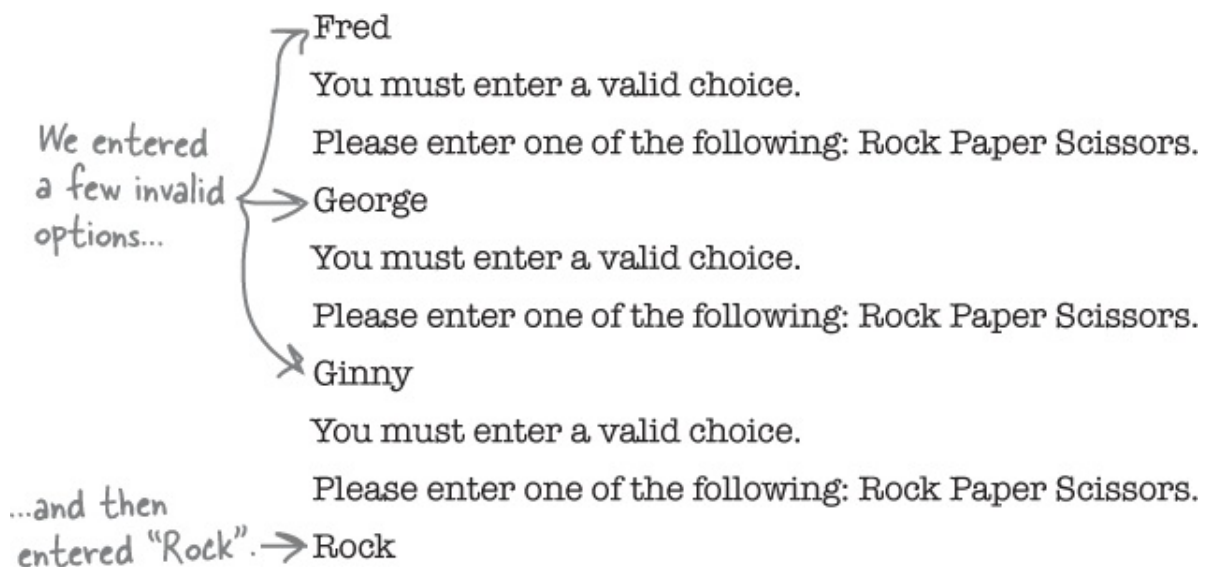 Fred
You must enter a valid choice.
Please enter one of the following: Rock Paper Scissors.
We entered
a few invalid
options...
George
You must enter a valid choice.
Please enter one of the following: Rock Paper Scissors.
Ginny
You must enter a valid choice.
Please enter one of the following: Rock Paper Scissors.
...and then
entered "Rock".
Rock